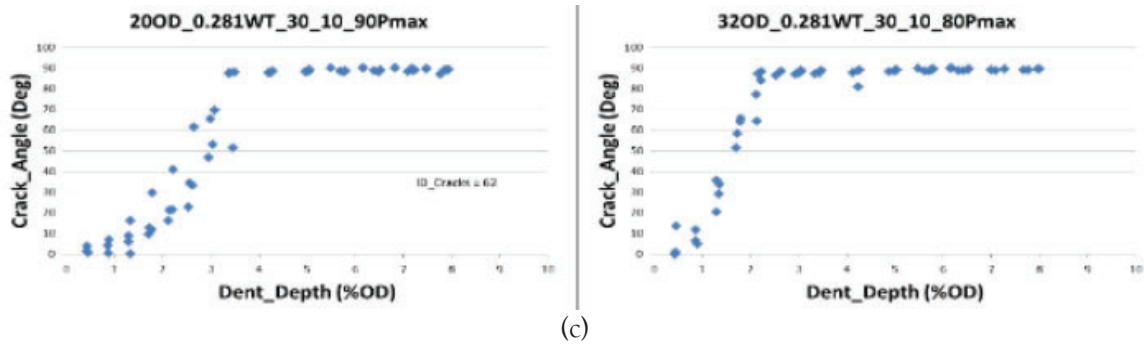 20OD_0.281WT_30_10_90Pmax
100
90
80
70
60
50
40
30
20
10
0
Crack_Angle (Deg)
ID_Cracks = 62
0 1 2 3 4 5 6 7 8 9 10
Dent_Depth (%OD)
32OD_0.281WT_30_10_80Pmax
100
90
80
70
60
50
40
30
20
10
0
Crack_Angle (Deg)
0 1 2 3 4 5 6 7 8 9 10
Dent_Depth (%OD)
(c)